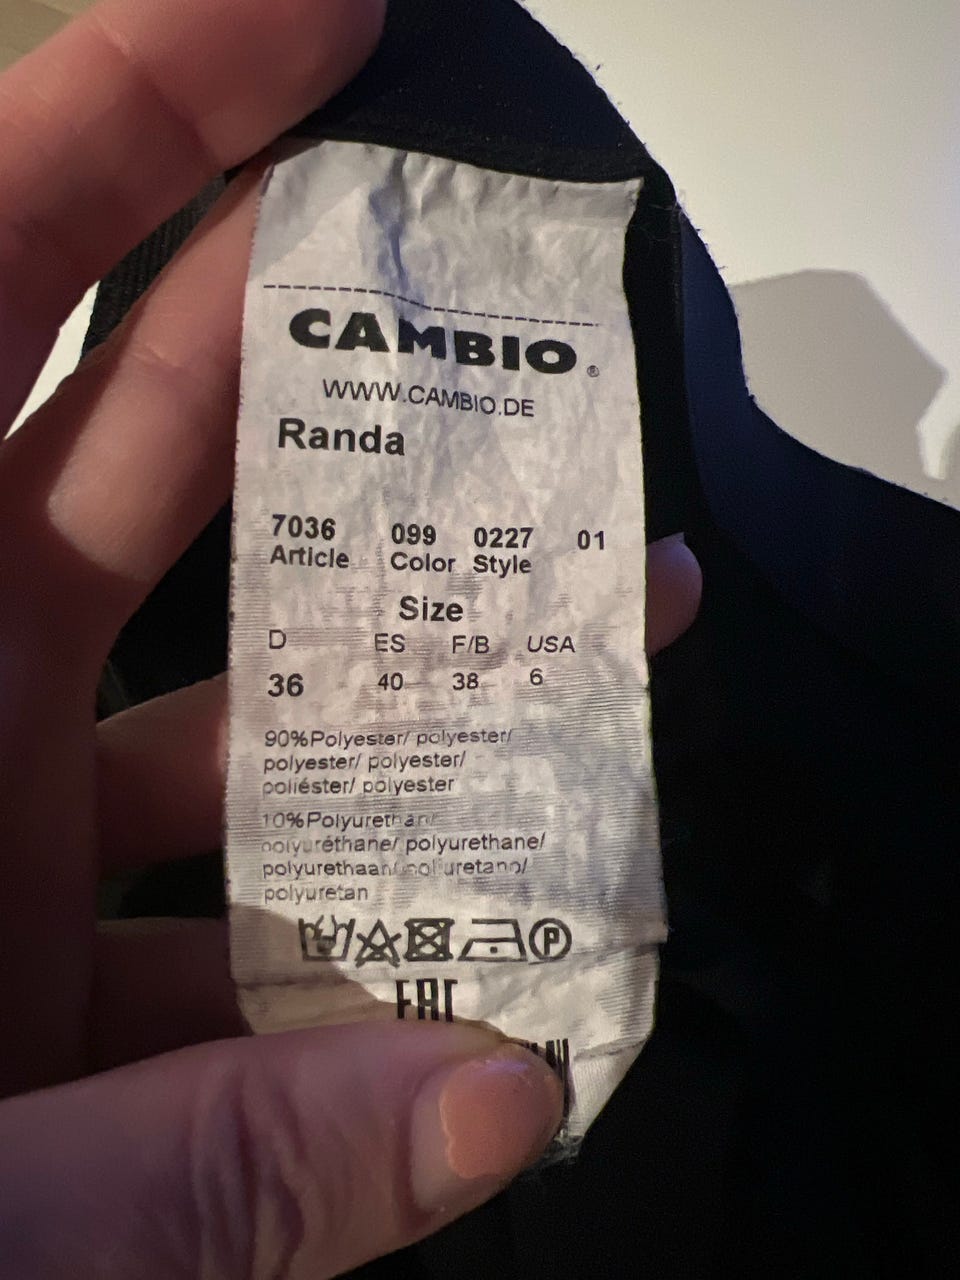 CAMBIO®
WWW.CAMBIO.DE
Randa
7036 099 0227 01
Article Color Style
Size
D ES F/B USA
36 40 38 6
90%Polyester/ polyester/
polyester/ polyester/
poliéster/ polyester
10%Polyurethan/
polyuréthane/ polyurethane/
polyurethaan/ poliuretano/
polyuretan
P
EAC